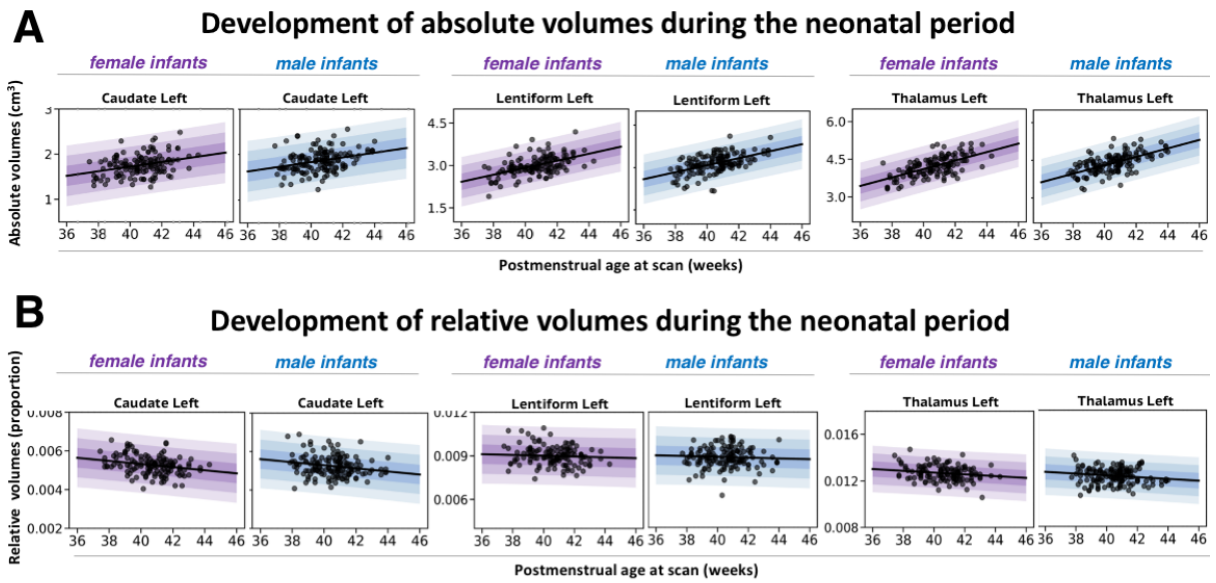 A
Development of absolute volumes during the neonatal period
female infants male infants female infants male infants female infants male infants
Absolute volumes (cm³)
Caudate Left Caudate Left Lentiform Left Lentiform Left Thalamus Left Thalamus Left
3 4.5 6.0
2 3.0 4.5
1 1.5 3.0
36 38 40 42 44 46 36 38 40 42 44 46 36 38 40 42 44 46 36 38 40 42 44 46 36 38 40 42 44 46 36 38 40 42 44 46
Postmenstrual age at scan (weeks)
B
Development of relative volumes during the neonatal period
female infants male infants female infants male infants female infants male infants
Relative volumes (proportion)
Caudate Left Caudate Left Lentiform Left Lentiform Left Thalamus Left Thalamus Left
0.008 0.012 0.016
0.006 0.009 0.012
0.004 0.006 0.008
0.002
36 38 40 42 44 46 36 38 40 42 44 46 36 38 40 42 44 46 36 38 40 42 44 46 36 38 40 42 44 46 36 38 40 42 44 46
Postmenstrual age at scan (weeks)